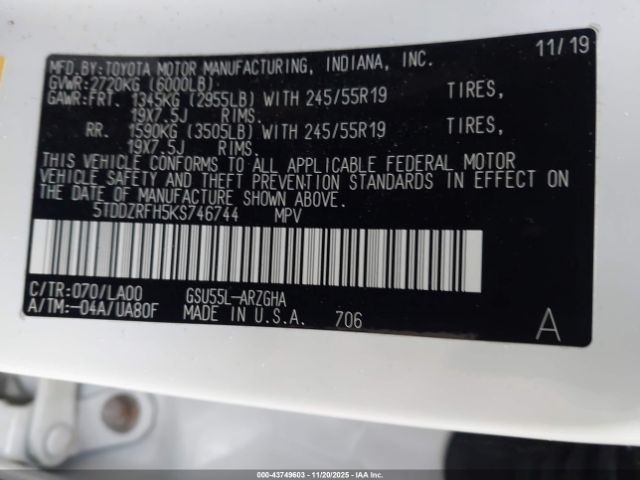 MFD.BY:TOYOTA MOTOR MANUFACTURING, INDIANA, INC. 11/19
GVWR:2720KG (6000LB)
GAWR:FRT. 1345KG (2955LB) WITH 245/55R19 TIRES,
19X7.5J RIMS.
RR. 1590KG (3505LB) WITH 245/55R19 TIRES,
19X7.5J RIMS.
THIS VEHICLE CONFORMS TO ALL APPLICABLE FEDERAL MOTOR
VEHICLE SAFETY AND THEFT PREVENTION STANDARDS IN EFFECT ON
THE DATE OF MANUFACTURE SHOWN ABOVE.
5TDDZRFH5KS746744 MPV
C/TR:070/LA00 GSU55L-ARZGHA
A/TM:-04A/UA80F MADE IN U.S.A. 706 A
000-43749603 - 11/20/2025 - IAAI.COM